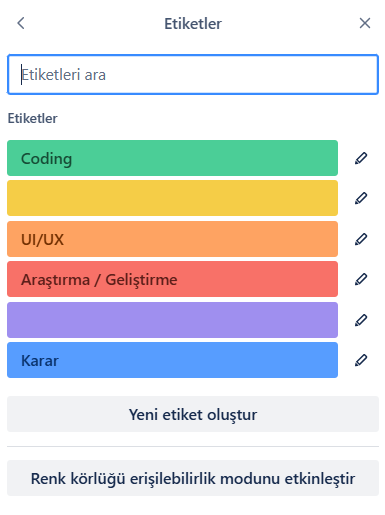 Etiketler
Etiketleri ara
Etiketler
Coding
UI/UX
Araştırma / Geliştirme
Karar
Yeni etiket oluştur
Renk körlüğü erişilebilirlik modunu etkinleştir